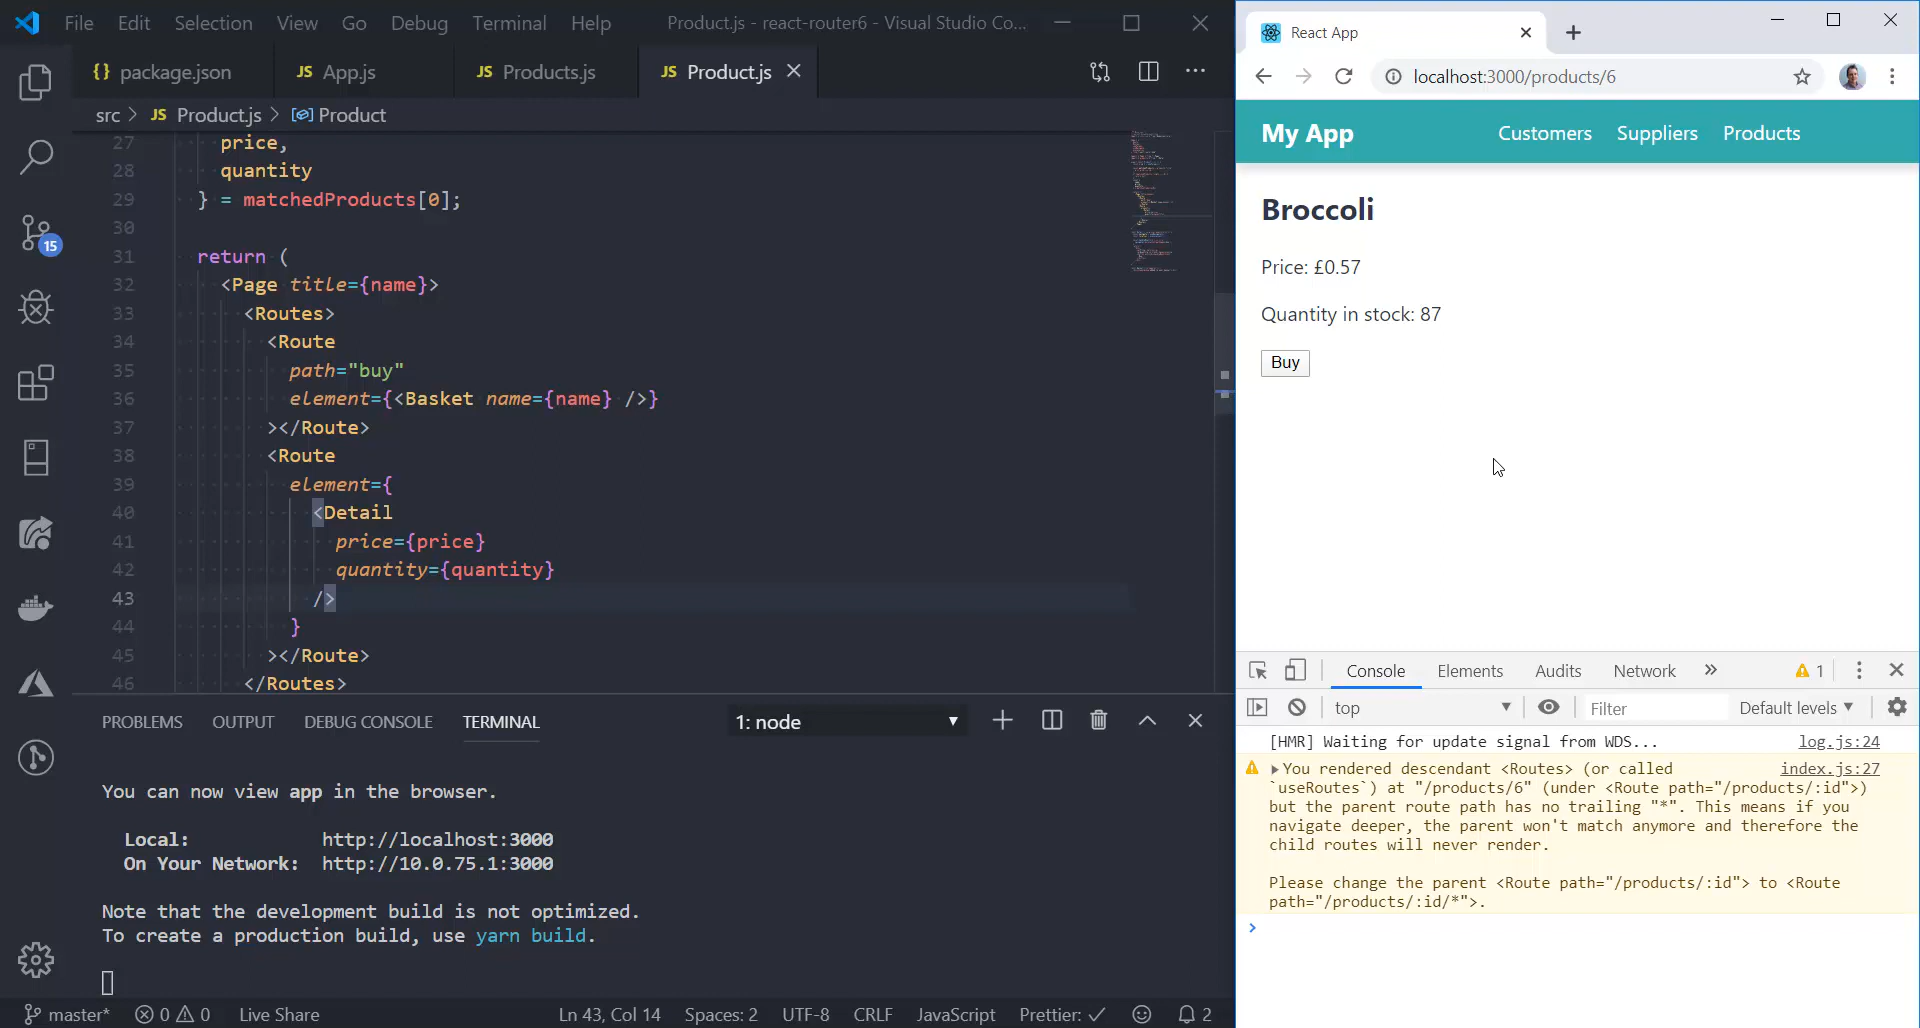 File Edit Selection View Go Debug Terminal Help Product.js - react-router6 - Visual Studio Co...
{} package.json JS App.js JS Products.js JS Product.js
src > JS Product.js > Product
27 price,
28 quantity
29 } = matchedProducts[0];
30
31 return (
32 <Page title={name}>
33 <Routes>
34 <Route
35 path="buy"
36 element={<Basket name={name} />}
37 ></Route>
38 <Route
39 element={
40 <Detail
41 price={price}
42 quantity={quantity}
43 />
44 }
45 ></Route>
46 </Routes>
15
PROBLEMS OUTPUT DEBUG CONSOLE TERMINAL 1: node
You can now view app in the browser.
Local: http://localhost:3000
On Your Network: http://10.0.75.1:3000
Note that the development build is not optimized.
To create a production build, use yarn build.
master* 0 0 Live Share Ln 43, Col 14 Spaces: 2 UTF-8 CRLF JavaScript Prettier: ✓ 2
React App
localhost:3000/products/6
My App Customers Suppliers Products
Broccoli
Price: £0.57
Quantity in stock: 87
Buy
Console Elements Audits Network » 1
top Filter Default levels
[HMR] Waiting for update signal from WDS... log.js:24
You rendered descendant <Routes> (or called index.js:27
`useRoutes`) at "/products/6" (under <Route path="/products/:id">)
but the parent route path has no trailing "*". This means if you
navigate deeper, the parent won't match anymore and therefore the
child routes will never render.
Please change the parent <Route path="/products/:id"> to <Route
path="/products/:id/*">.